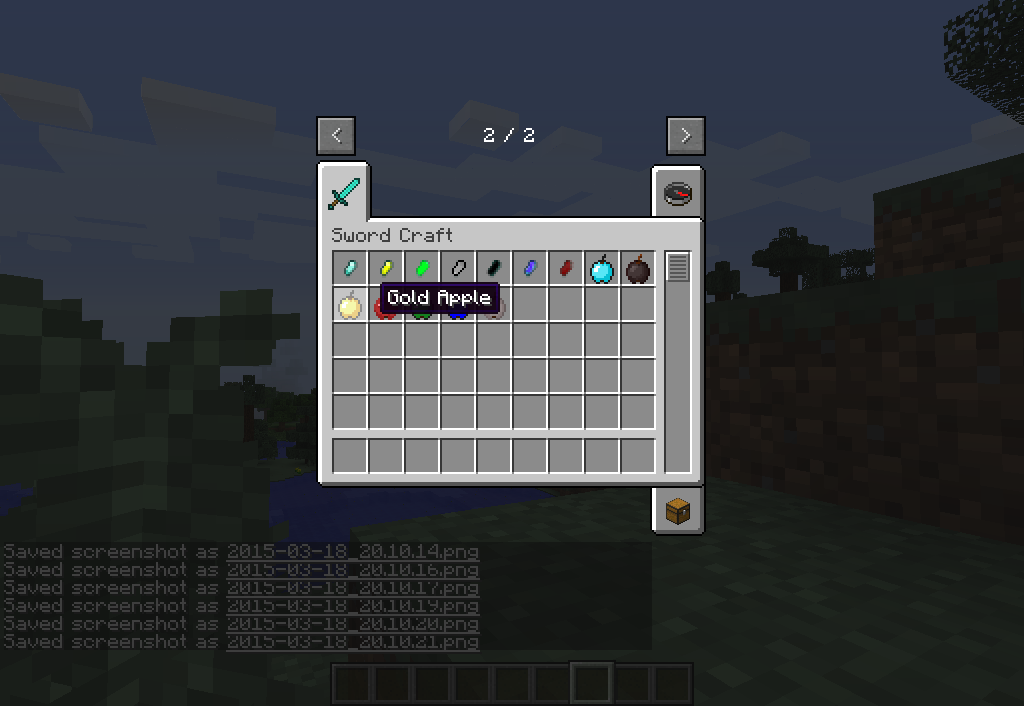 < 2 / 2 >
Sword Craft
Gold Apple
Saved screenshot as 2015-03-18_20.10.14.png
Saved screenshot as 2015-03-18_20.10.16.png
Saved screenshot as 2015-03-18_20.10.17.png
Saved screenshot as 2015-03-18_20.10.19.png
Saved screenshot as 2015-03-18_20.10.20.png
Saved screenshot as 2015-03-18_20.10.21.png